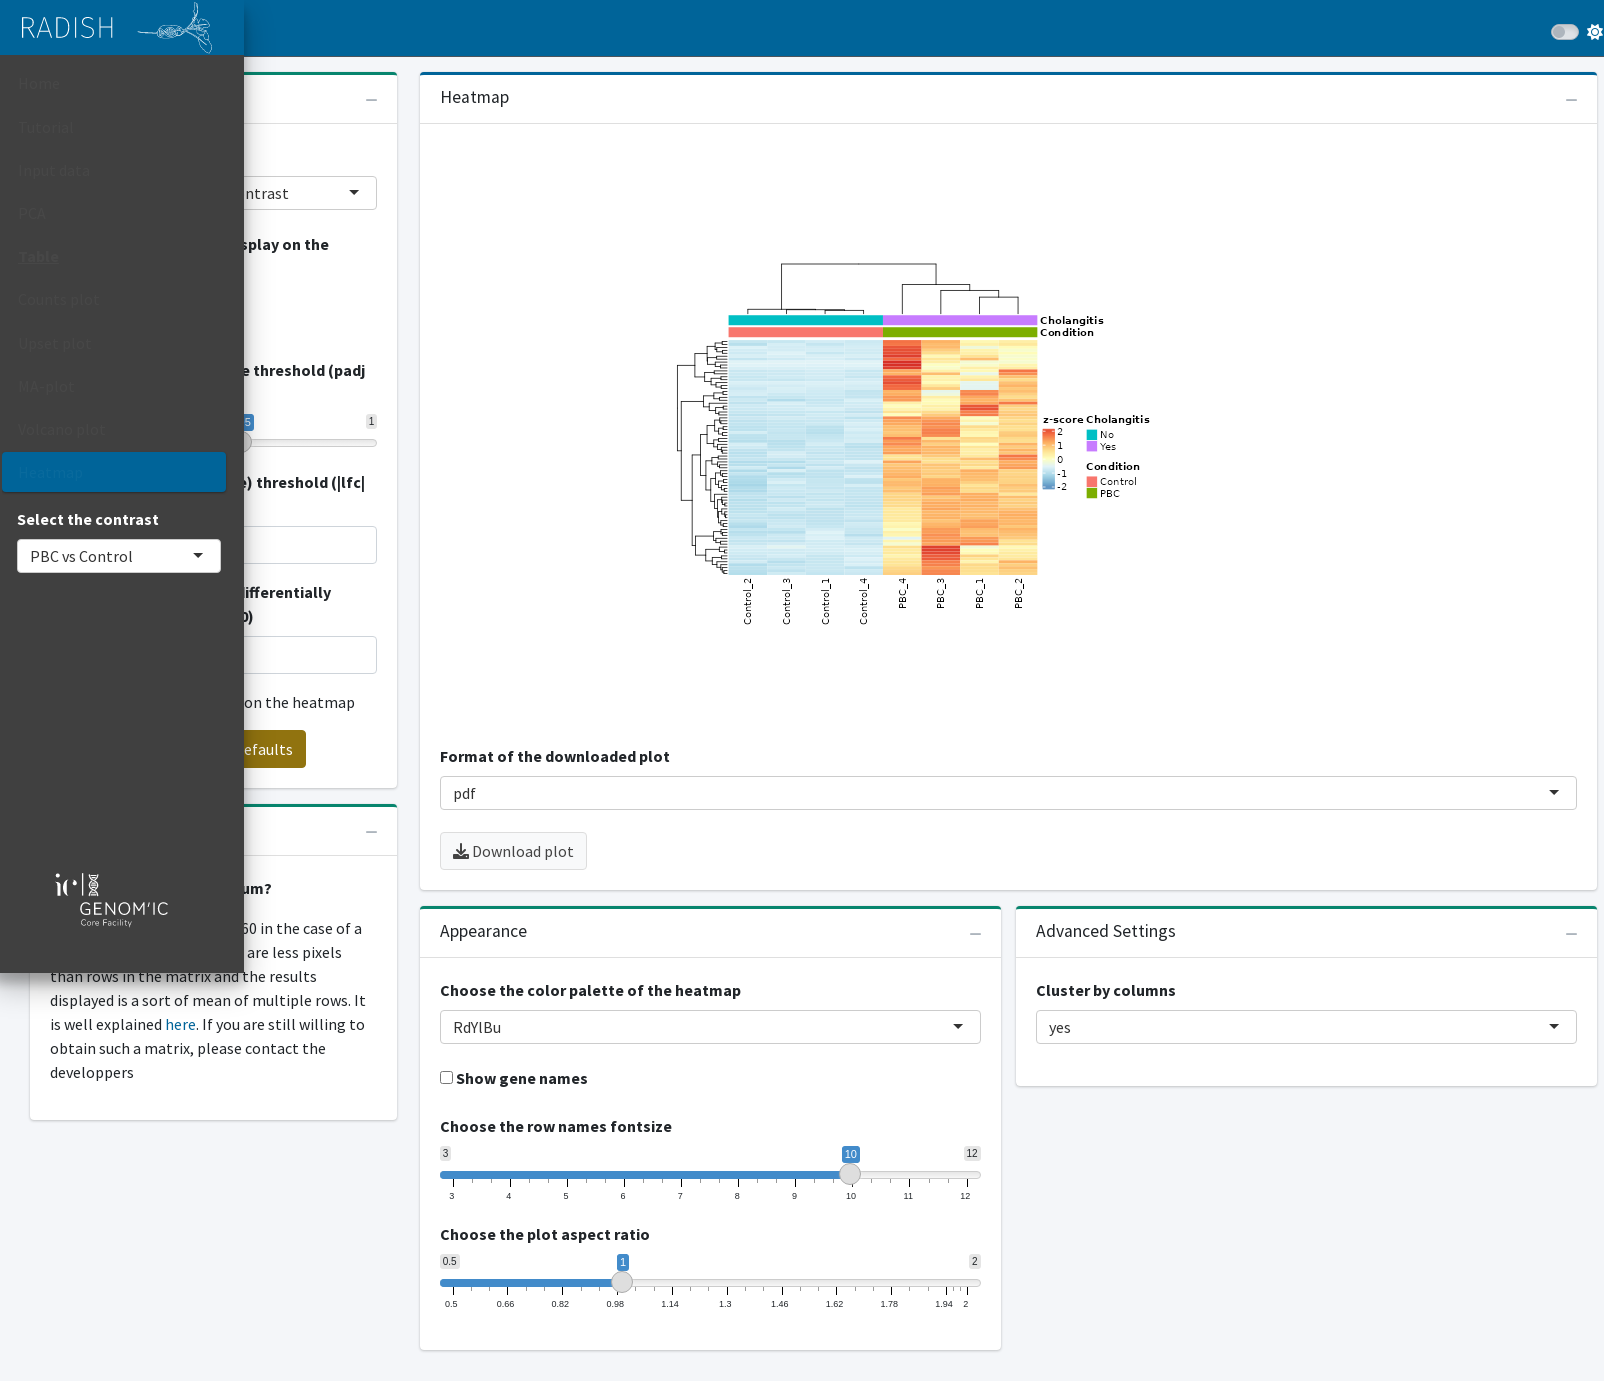 RADISH
Home
Tutorial
Input data
PCA
Table
Counts plot
Upset plot
MA-plot
Volcano plot
Heatmap
Select the contrast
PBC vs Control
ic
GENOM'IC
Core Facility
ntrast
splay on the
e threshold (padj
5
1
e) threshold (|lfc|
ifferentially
0)
on the heatmap
efaults
um?
60 in the case of a
are less pixels
than rows in the matrix and the results
displayed is a sort of mean of multiple rows. It
is well explained here. If you are still willing to
obtain such a matrix, please contact the
developpers
Heatmap
Cholangitis
Condition
z-score
2
1
0
-1
-2
Cholangitis
No
Yes
Condition
Control
PBC
Control_2
Control_3
Control_1
Control_4
PBC_4
PBC_3
PBC_1
PBC_2
Format of the downloaded plot
pdf
Download plot
Appearance
Choose the color palette of the heatmap
RdYlBu
Show gene names
Choose the row names fontsize
3 10 12
3 4 5 6 7 8 9 10 11 12
Choose the plot aspect ratio
0.5 1 2
0.5 0.66 0.82 0.98 1.14 1.3 1.46 1.62 1.78 1.94 2
Advanced Settings
Cluster by columns
yes